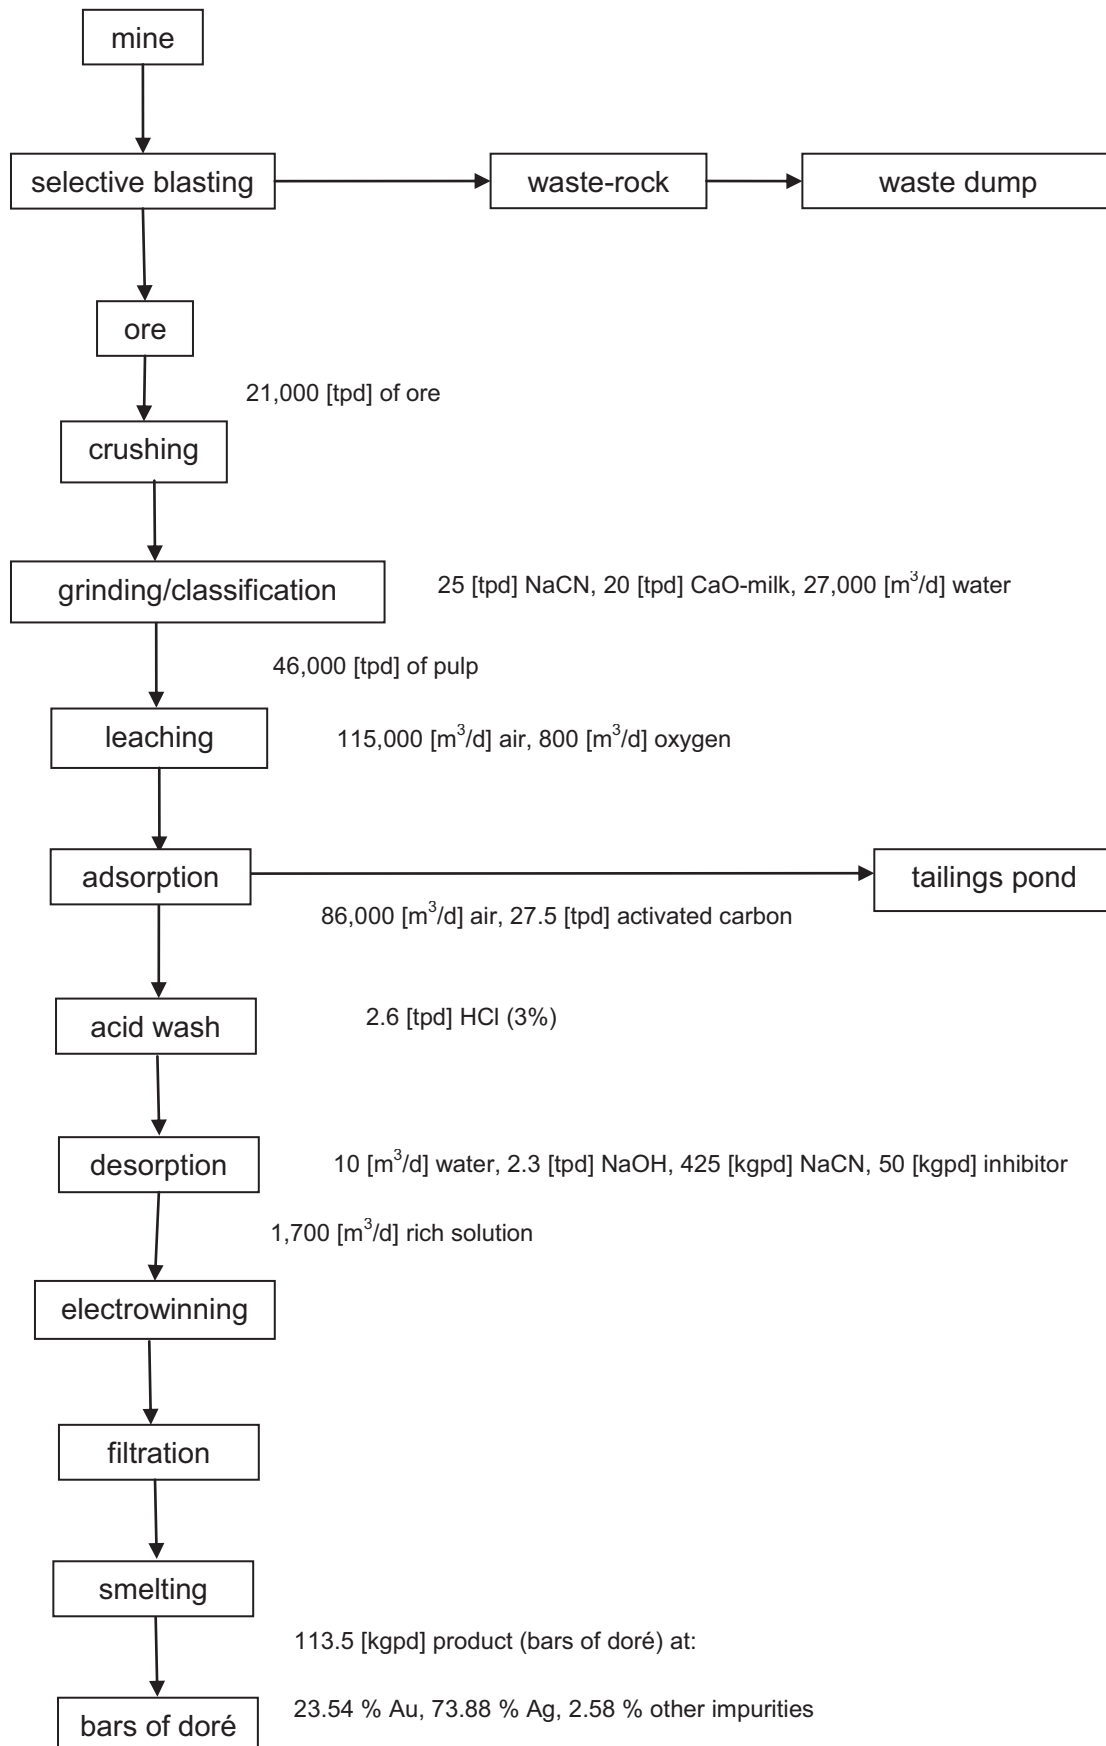 mine
selective blasting
waste-rock
waste dump
ore
21,000 [tpd] of ore
crushing
grinding/classification
25 [tpd] NaCN, 20 [tpd] CaO-milk, 27,000 [m³/d] water
46,000 [tpd] of pulp
leaching
115,000 [m³/d] air, 800 [m³/d] oxygen
adsorption
tailings pond
86,000 [m³/d] air, 27.5 [tpd] activated carbon
acid wash
2.6 [tpd] HCl (3%)
desorption
10 [m³/d] water, 2.3 [tpd] NaOH, 425 [kgpd] NaCN, 50 [kgpd] inhibitor
1,700 [m³/d] rich solution
electrowinning
filtration
smelting
113.5 [kgpd] product (bars of doré) at:
23.54 % Au, 73.88 % Ag, 2.58 % other impurities
bars of doré